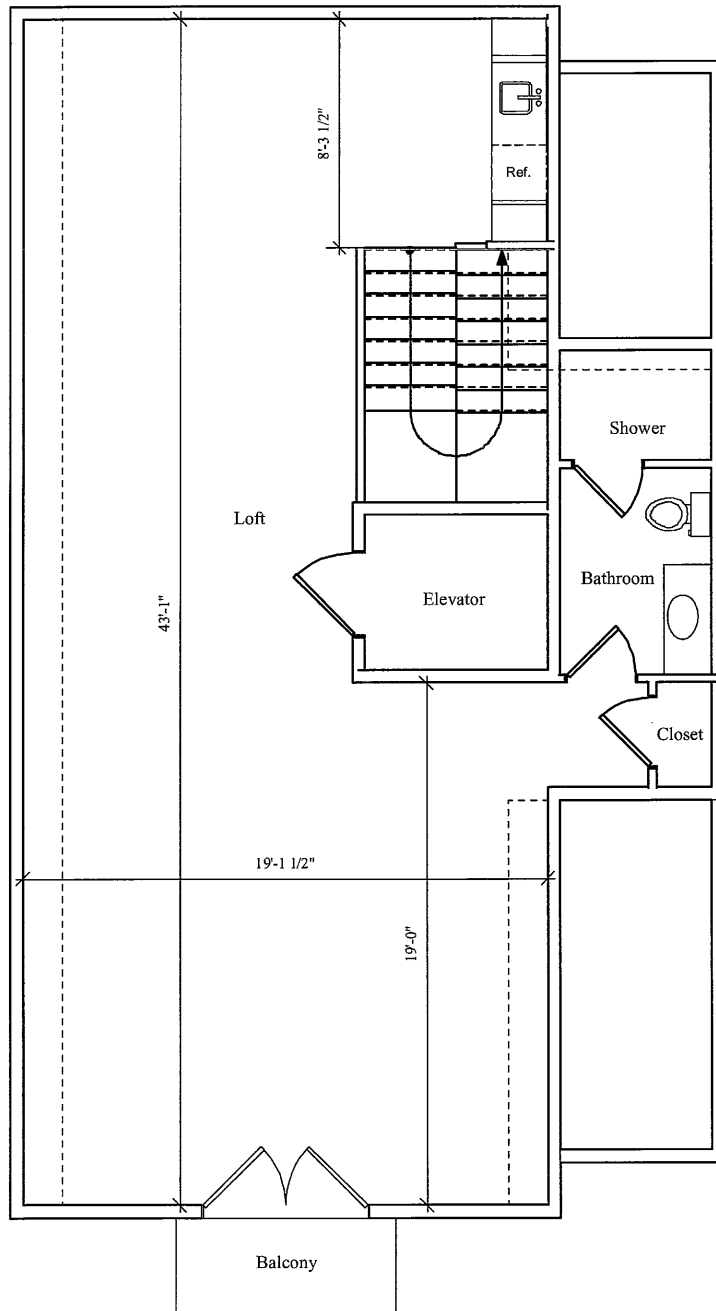 8'-3 1/2"
Ref.
Shower
Loft
Bathroom
Elevator
43'-1"
Closet
19'-1 1/2"
19'-0"
Balcony